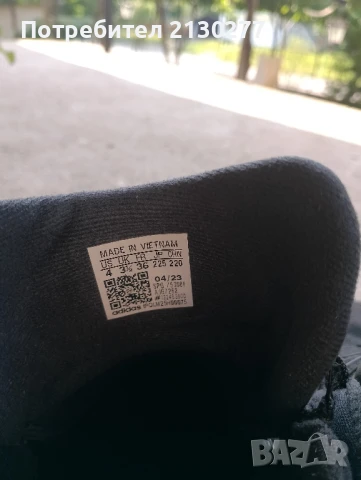 Потребител 2130277
MADE IN VIETNAM
US UK FR JP CHN
4 3½ 36 225 220
04/23
adidas
BAZAR
bg